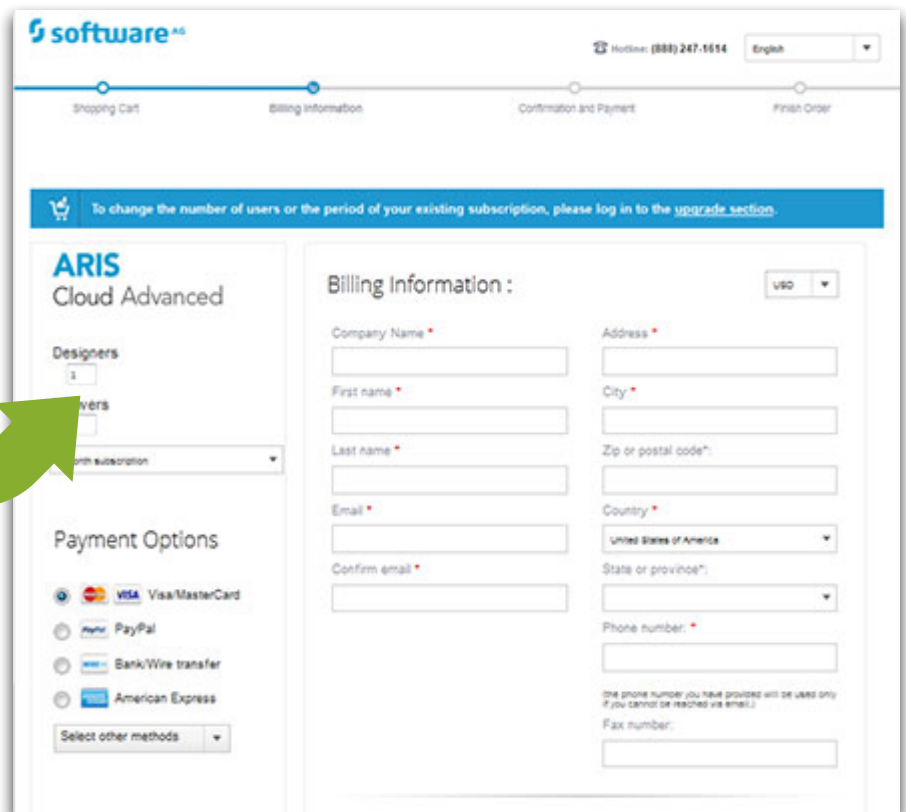 software AG
Hotline: (888) 247-1614 English
Shopping Cart Billing Information Confirmation and Payment Finish Order
To change the number of users or the period of your existing subscription, please log in to the upgrade section.
ARIS
Cloud Advanced
Designers
1
wers
onth subscription
Payment Options
VISA Visa/MasterCard
PayPal PayPal
Bank/Wire transfer
American Express
Select other methods
Billing Information :
USD
Company Name *
First name *
Last name *
Email *
Confirm email *
Address *
City *
Zip or postal code*:
Country *
United States of America
State or province*:
Phone number: *
(the phone number you have provided will be used only
if you cannot be reached via email.)
Fax number: